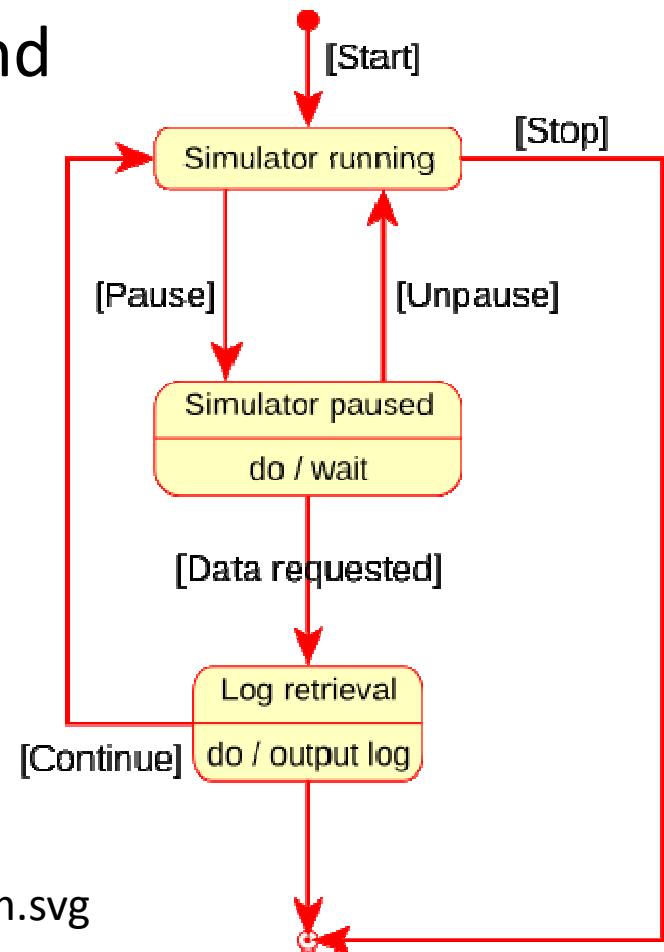 nd
[Start]
[Stop]
Simulator running
[Pause]
[Unpause]
Simulator paused
do / wait
[Data requested]
Log retrieval
[Continue]
do / output log
n.svg